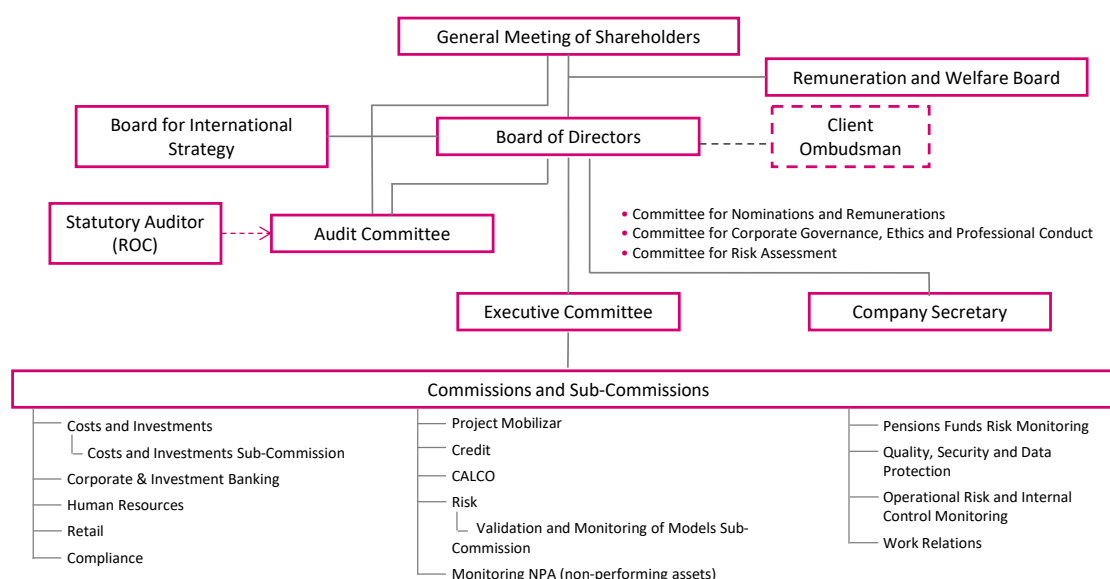 General Meeting of Shareholders
Remuneration and Welfare Board
Board for International
Strategy
Board of Directors
Client
Ombudsman
Statutory Auditor
(ROC)
Audit Committee
• Committee for Nominations and Remunerations
• Committee for Corporate Governance, Ethics and Professional Conduct
• Committee for Risk Assessment
Executive Committee
Company Secretary
Commissions and Sub-Commissions
Costs and Investments
Costs and Investments Sub-Commission
Corporate & Investment Banking
Human Resources
Retail
Compliance
Project Mobilizar
Credit
CALCO
Risk
Validation and Monitoring of Models Sub-
Commission
Monitoring NPA (non-performing assets)
Pensions Funds Risk Monitoring
Quality, Security and Data
Protection
Operational Risk and Internal
Control Monitoring
Work Relations